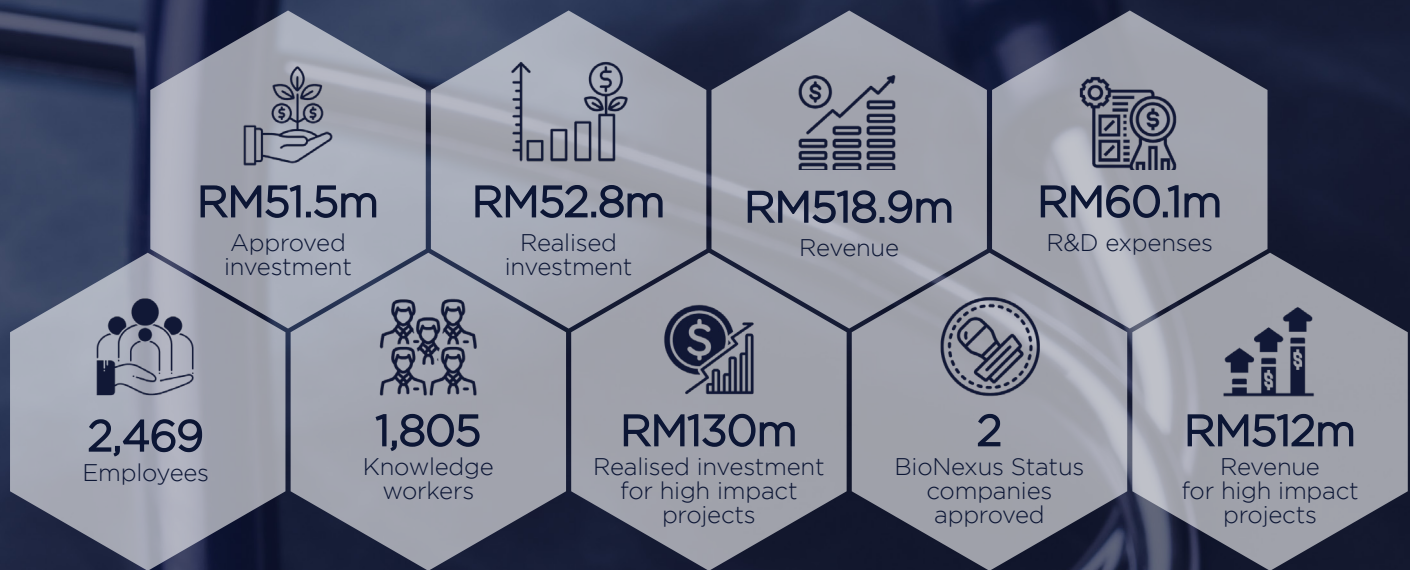 RM51.5m
Approved
investment
RM52.8m
Realised
investment
RM518.9m
Revenue
RM60.1m
R&D expenses
2,469
Employees
1,805
Knowledge
workers
RM130m
Realised investment
for high impact
projects
2
BioNexus Status
companies
approved
RM512m
Revenue
for high impact
projects